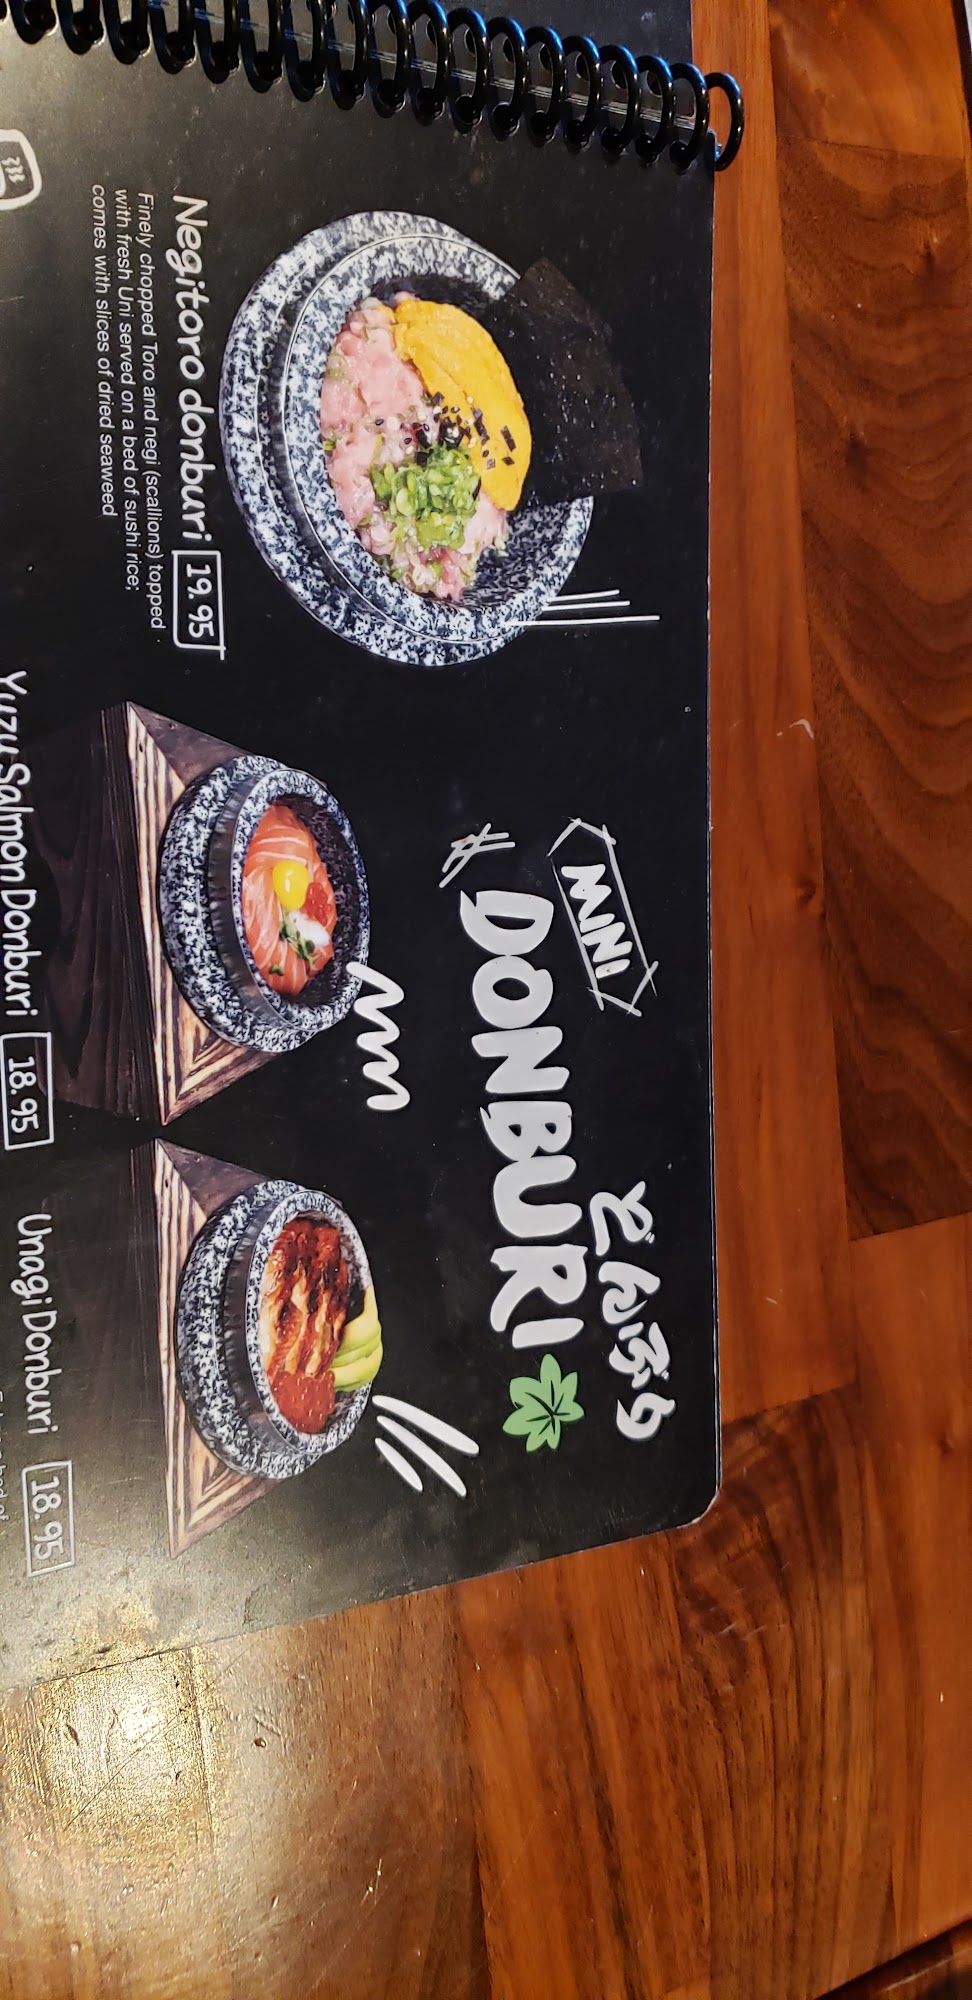 MINI
どんぶり
DONBURI
Negitoro donburi 19.95
Finely chopped Toro and negi (scallions) topped
with fresh Uni served on a bed of sushi rice;
comes with slices of dried seaweed
Yuzu Salmon Donburi 18.95
Unagi Donburi 18.95